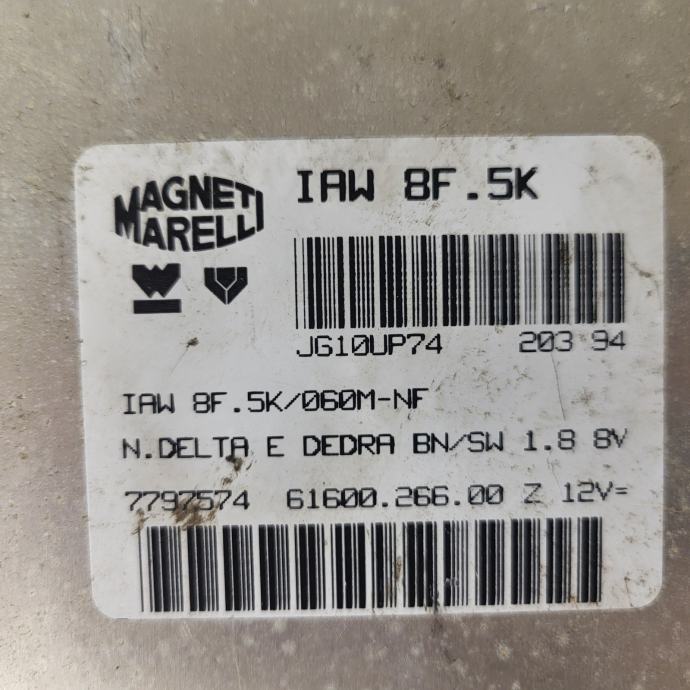 MAGNETI
MARELLI
IAW 8F.5K
JG10UP74 203 94
IAW 8F.5K/060M-NF
N.DELTA E DEDRA BN/SW 1.8 8V
7797574 61600.266.00 Z 12V=